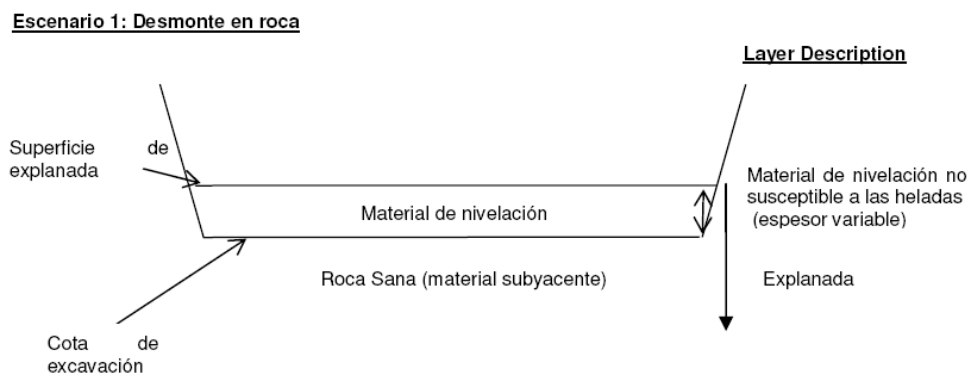 Escenario 1: Desmonte en roca
Layer Description
Superficie de
explanada
Material de nivelación no
susceptible a las heladas
(espesor variable)
Material de nivelación
Roca Sana (material subyacente)
Explanada
Cota de
excavación